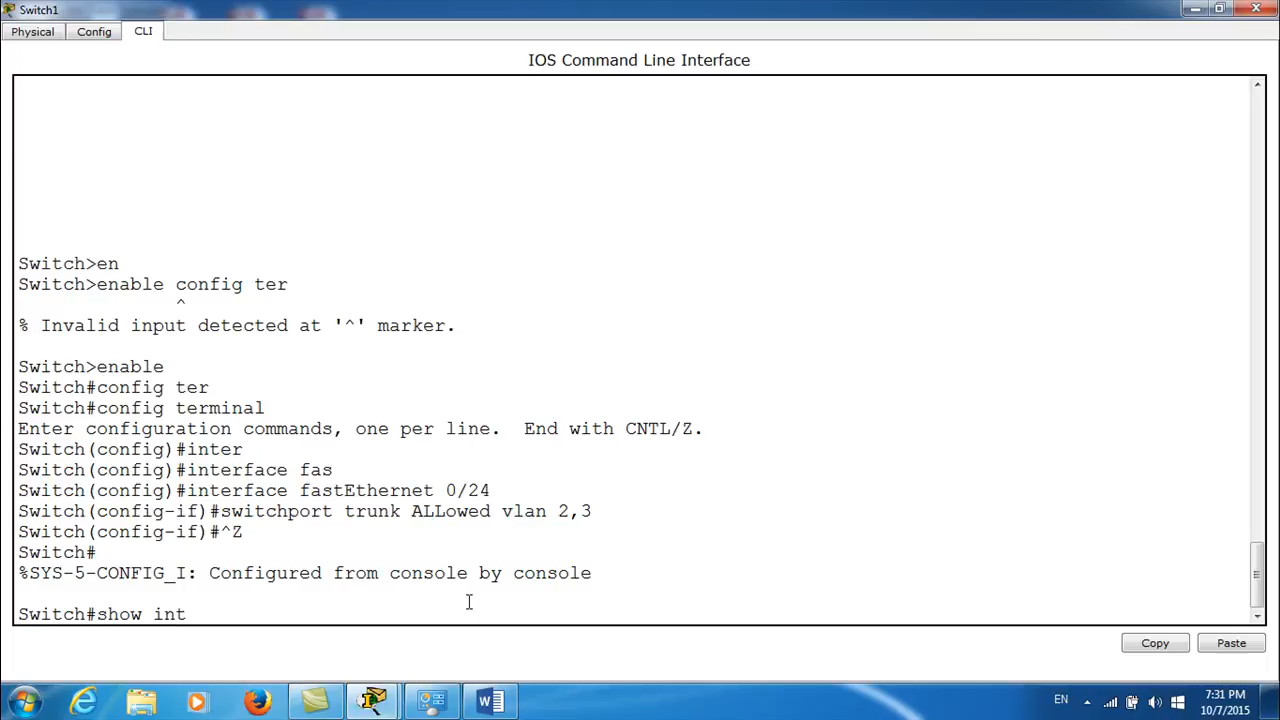 Switch1
Physical Config CLI
IOS Command Line Interface
Switch>en
Switch>enable config ter
^
% Invalid input detected at '^' marker.
Switch>enable
Switch#config ter
Switch#config terminal
Enter configuration commands, one per line.  End with CNTL/Z.
Switch(config)#inter
Switch(config)#interface fas
Switch(config)#interface fastEthernet 0/24
Switch(config-if)#switchport trunk ALLowed vlan 2,3
Switch(config-if)#^Z
Switch#
%SYS-5-CONFIG_I: Configured from console by console
Switch#show int
Copy Paste
EN 7:31 PM
10/7/2015